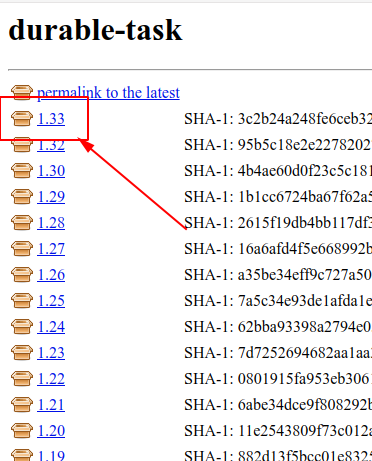 durable-task
permalink to the latest
1.33 SHA-1: 3c2b24a248fe6ceb32
1.32 SHA-1: 95b5c18e2e2278202
1.30 SHA-1: 4b4ae60d0f23c5c181
1.29 SHA-1: 1b1cc6724ba67f62a5
1.28 SHA-1: 2615f19db4bb117df3
1.27 SHA-1: 16a6afd4f5e668992b
1.26 SHA-1: a35be34eff9c727a50
1.25 SHA-1: 7a5c34e93de1afda1e
1.24 SHA-1: 62bba93398a2794e0
1.23 SHA-1: 7d7252694682aa1aa
1.22 SHA-1: 0801915fa953eb306
1.21 SHA-1: 6abe34dce9f808292b
1.20 SHA-1: 11e2543809f73c012a
1.19 SHA-1: 882d13f5bcc01e8325